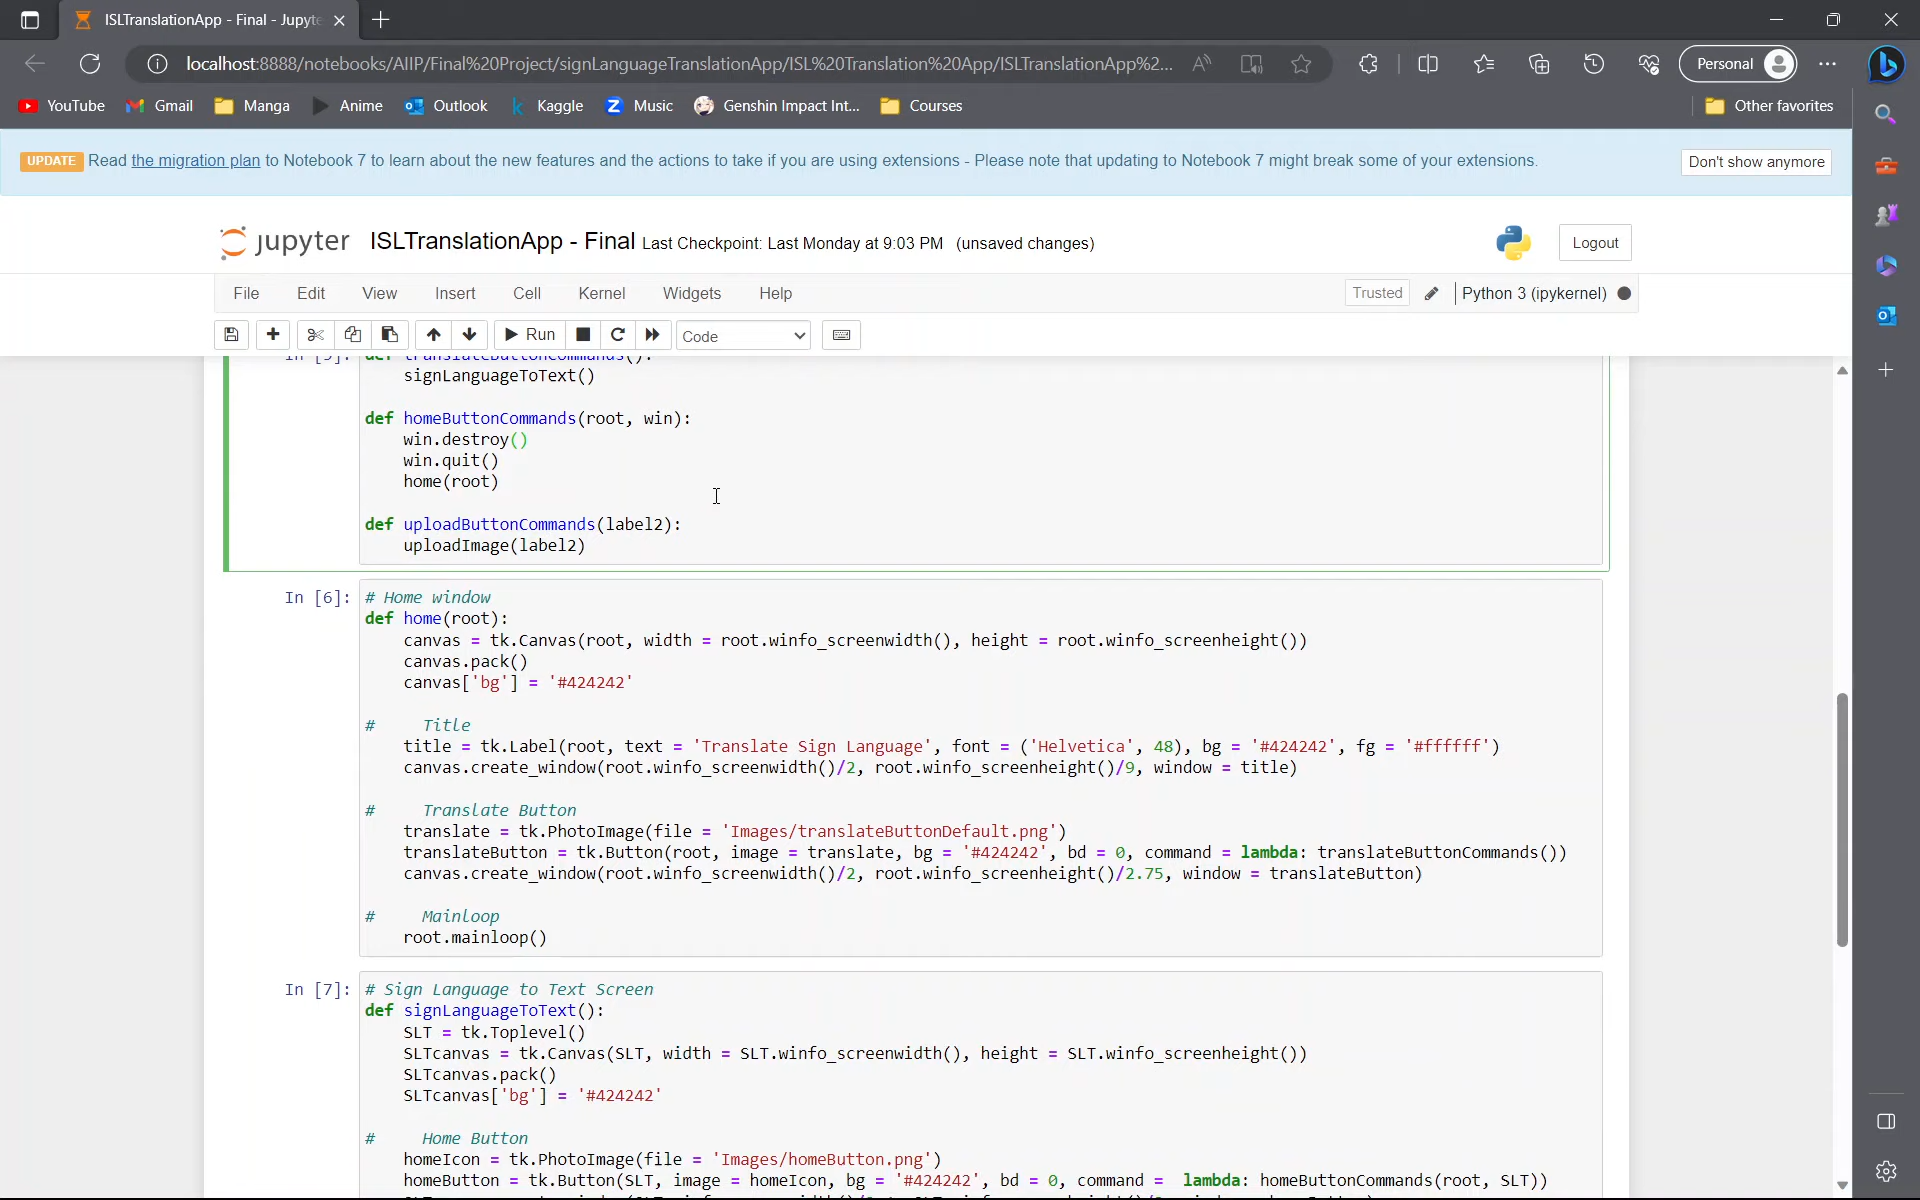 ISLTranslationApp - Final - Jupyte
localhost:8888/notebooks/AIIP/Final%20Project/signLanguageTranslationApp/ISL%20Translation%20App/ISLTranslationApp%2...
Personal
YouTube Gmail Manga Anime Outlook Kaggle Music Genshin Impact Int... Courses Other favorites
UPDATE Read the migration plan to Notebook 7 to learn about the new features and the actions to take if you are using extensions - Please note that updating to Notebook 7 might break some of your extensions.
Don't show anymore
jupyter ISLTranslationApp - Final Last Checkpoint: Last Monday at 9:03 PM (unsaved changes)
Logout
File Edit View Insert Cell Kernel Widgets Help
Trusted Python 3 (ipykernel)
Run Code
In [5]: def translateButtonCommands():
signLanguageToText()
def homeButtonCommands(root, win):
win.destroy()
win.quit()
home(root)
def uploadButtonCommands(label2):
uploadImage(label2)
In [6]: # Home window
def home(root):
canvas = tk.Canvas(root, width = root.winfo_screenwidth(), height = root.winfo_screenheight())
canvas.pack()
canvas['bg'] = '#424242'
# Title
title = tk.Label(root, text = 'Translate Sign Language', font = ('Helvetica', 48), bg = '#424242', fg = '#ffffff')
canvas.create_window(root.winfo_screenwidth()/2, root.winfo_screenheight()/9, window = title)
# Translate Button
translate = tk.PhotoImage(file = 'Images/translateButtonDefault.png')
translateButton = tk.Button(root, image = translate, bg = '#424242', bd = 0, command = lambda: translateButtonCommands())
canvas.create_window(root.winfo_screenwidth()/2, root.winfo_screenheight()/2.75, window = translateButton)
# Mainloop
root.mainloop()
In [7]: # Sign Language to Text Screen
def signLanguageToText():
SLT = tk.Toplevel()
SLTcanvas = tk.Canvas(SLT, width = SLT.winfo_screenwidth(), height = SLT.winfo_screenheight())
SLTcanvas.pack()
SLTcanvas['bg'] = '#424242'
# Home Button
homeIcon = tk.PhotoImage(file = 'Images/homeButton.png')
homeButton = tk.Button(SLT, image = homeIcon, bg = '#424242', bd = 0, command = lambda: homeButtonCommands(root, SLT))